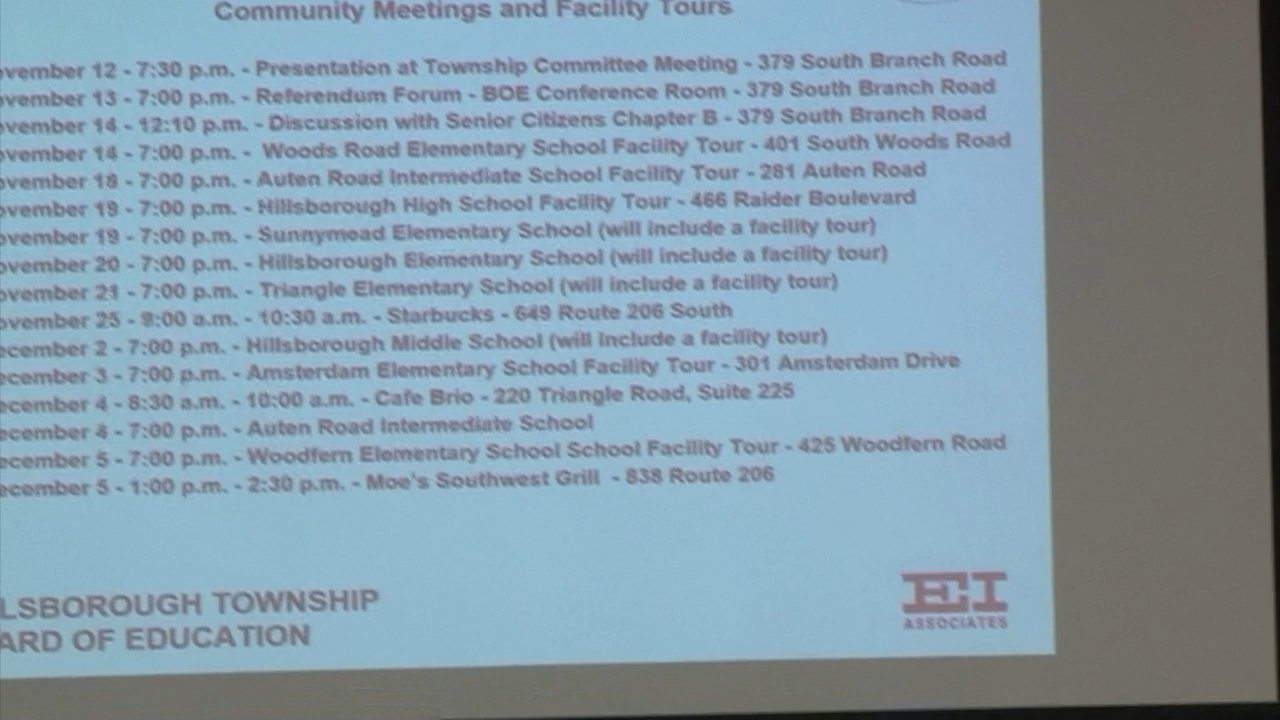 Community Meetings and Facility Tours
ovember 12 - 7:30 p.m. - Presentation at Township Committee Meeting - 379 South Branch Road
ovember 13 - 7:00 p.m. - Referendum Forum - BOE Conference Room - 379 South Branch Road
ovember 14 - 12:10 p.m. - Discussion with Senior Citizens Chapter B - 379 South Branch Road
ovember 14 - 7:00 p.m. - Woods Road Elementary School Facility Tour - 401 South Woods Road
ovember 18 - 7:00 p.m. - Auten Road Intermediate School Facility Tour - 281 Auten Road
ovember 19 - 7:00 p.m. - Hillsborough High School Facility Tour - 466 Raider Boulevard
ovember 19 - 7:00 p.m. - Sunnymead Elementary School (will include a facility tour)
ovember 20 - 7:00 p.m. - Hillsborough Elementary School (will include a facility tour)
ovember 21 - 7:00 p.m. - Triangle Elementary School (will include a facility tour)
ovember 25 - 9:00 a.m. - 10:30 a.m. - Starbucks - 649 Route 206 South
ecember 2 - 7:00 p.m. - Hillsborough Middle School (will include a facility tour)
ecember 3 - 7:00 p.m. - Amsterdam Elementary School Facility Tour - 301 Amsterdam Drive
ecember 4 - 8:30 a.m. - 10:00 a.m. - Cafe Brio - 220 Triangle Road, Suite 225
ecember 4 - 7:00 p.m. - Auten Road Intermediate School
ecember 5 - 7:00 p.m. - Woodfern Elementary School School Facility Tour - 425 Woodfern Road
ecember 5 - 1:00 p.m. - 2:30 p.m. - Moe's Southwest Grill - 838 Route 206
LSBOROUGH TOWNSHIP
ARD OF EDUCATION
EI
ASSOCIATES